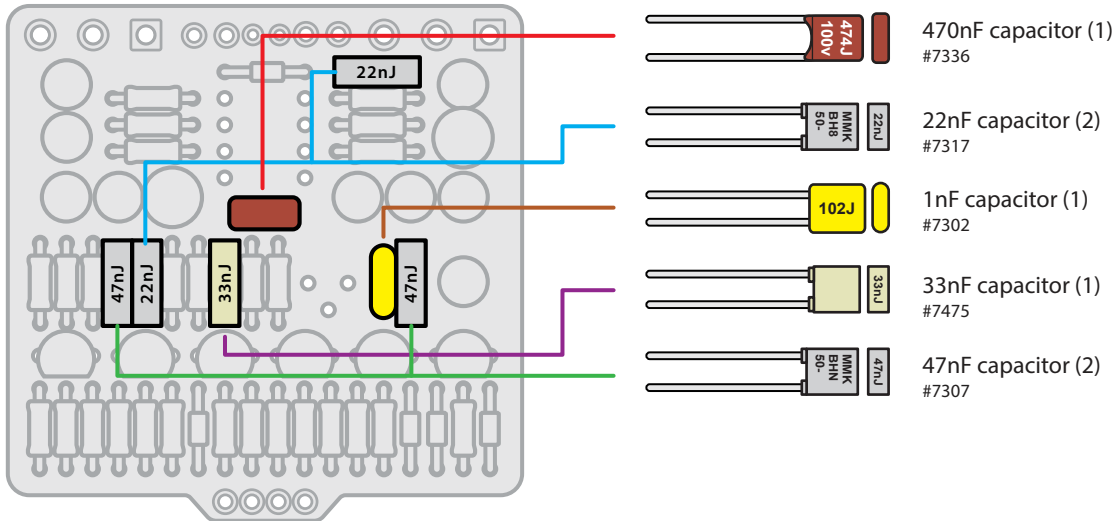 22nJ
47nJ
22nJ
33nJ
47nJ
474J
100v
470nF capacitor (1)
#7336
MMK
BH8
50-
22nJ
22nF capacitor (2)
#7317
102J
1nF capacitor (1)
#7302
33nJ
33nF capacitor (1)
#7475
MMK
BHN
50-
47nJ
47nF capacitor (2)
#7307